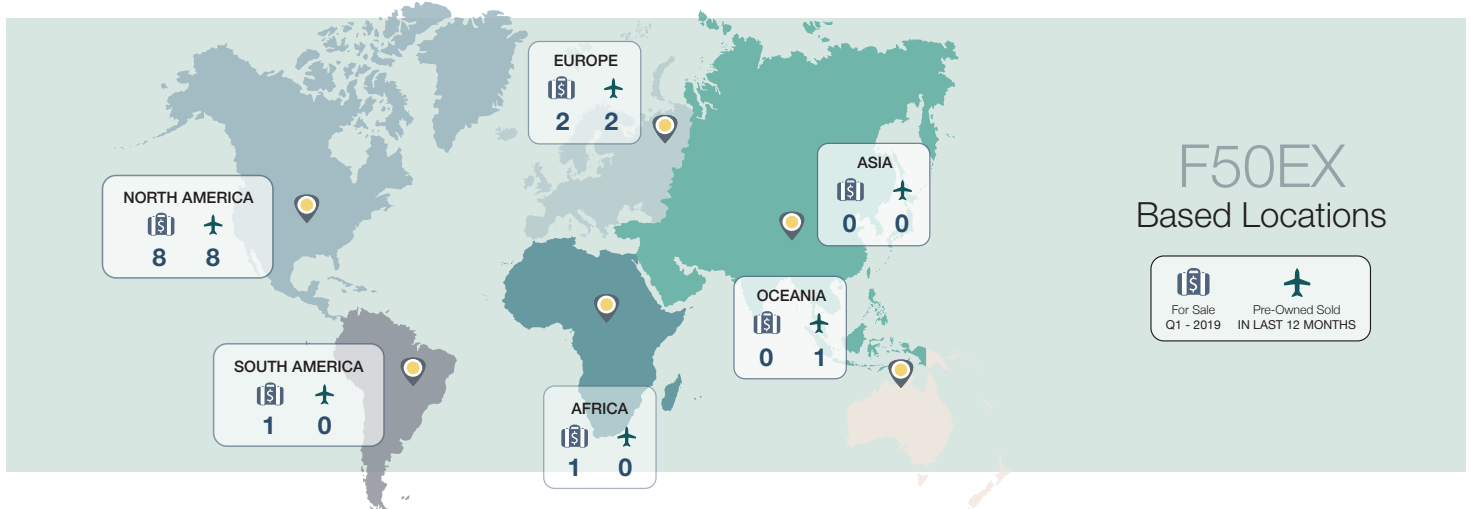 EUROPE
2 2
NORTH AMERICA
8 8
ASIA
0 0
OCEANIA
0 1
SOUTH AMERICA
1 0
AFRICA
1 0
F50EX
Based Locations
For Sale
Q1 - 2019
Pre-Owned Sold
IN LAST 12 MONTHS